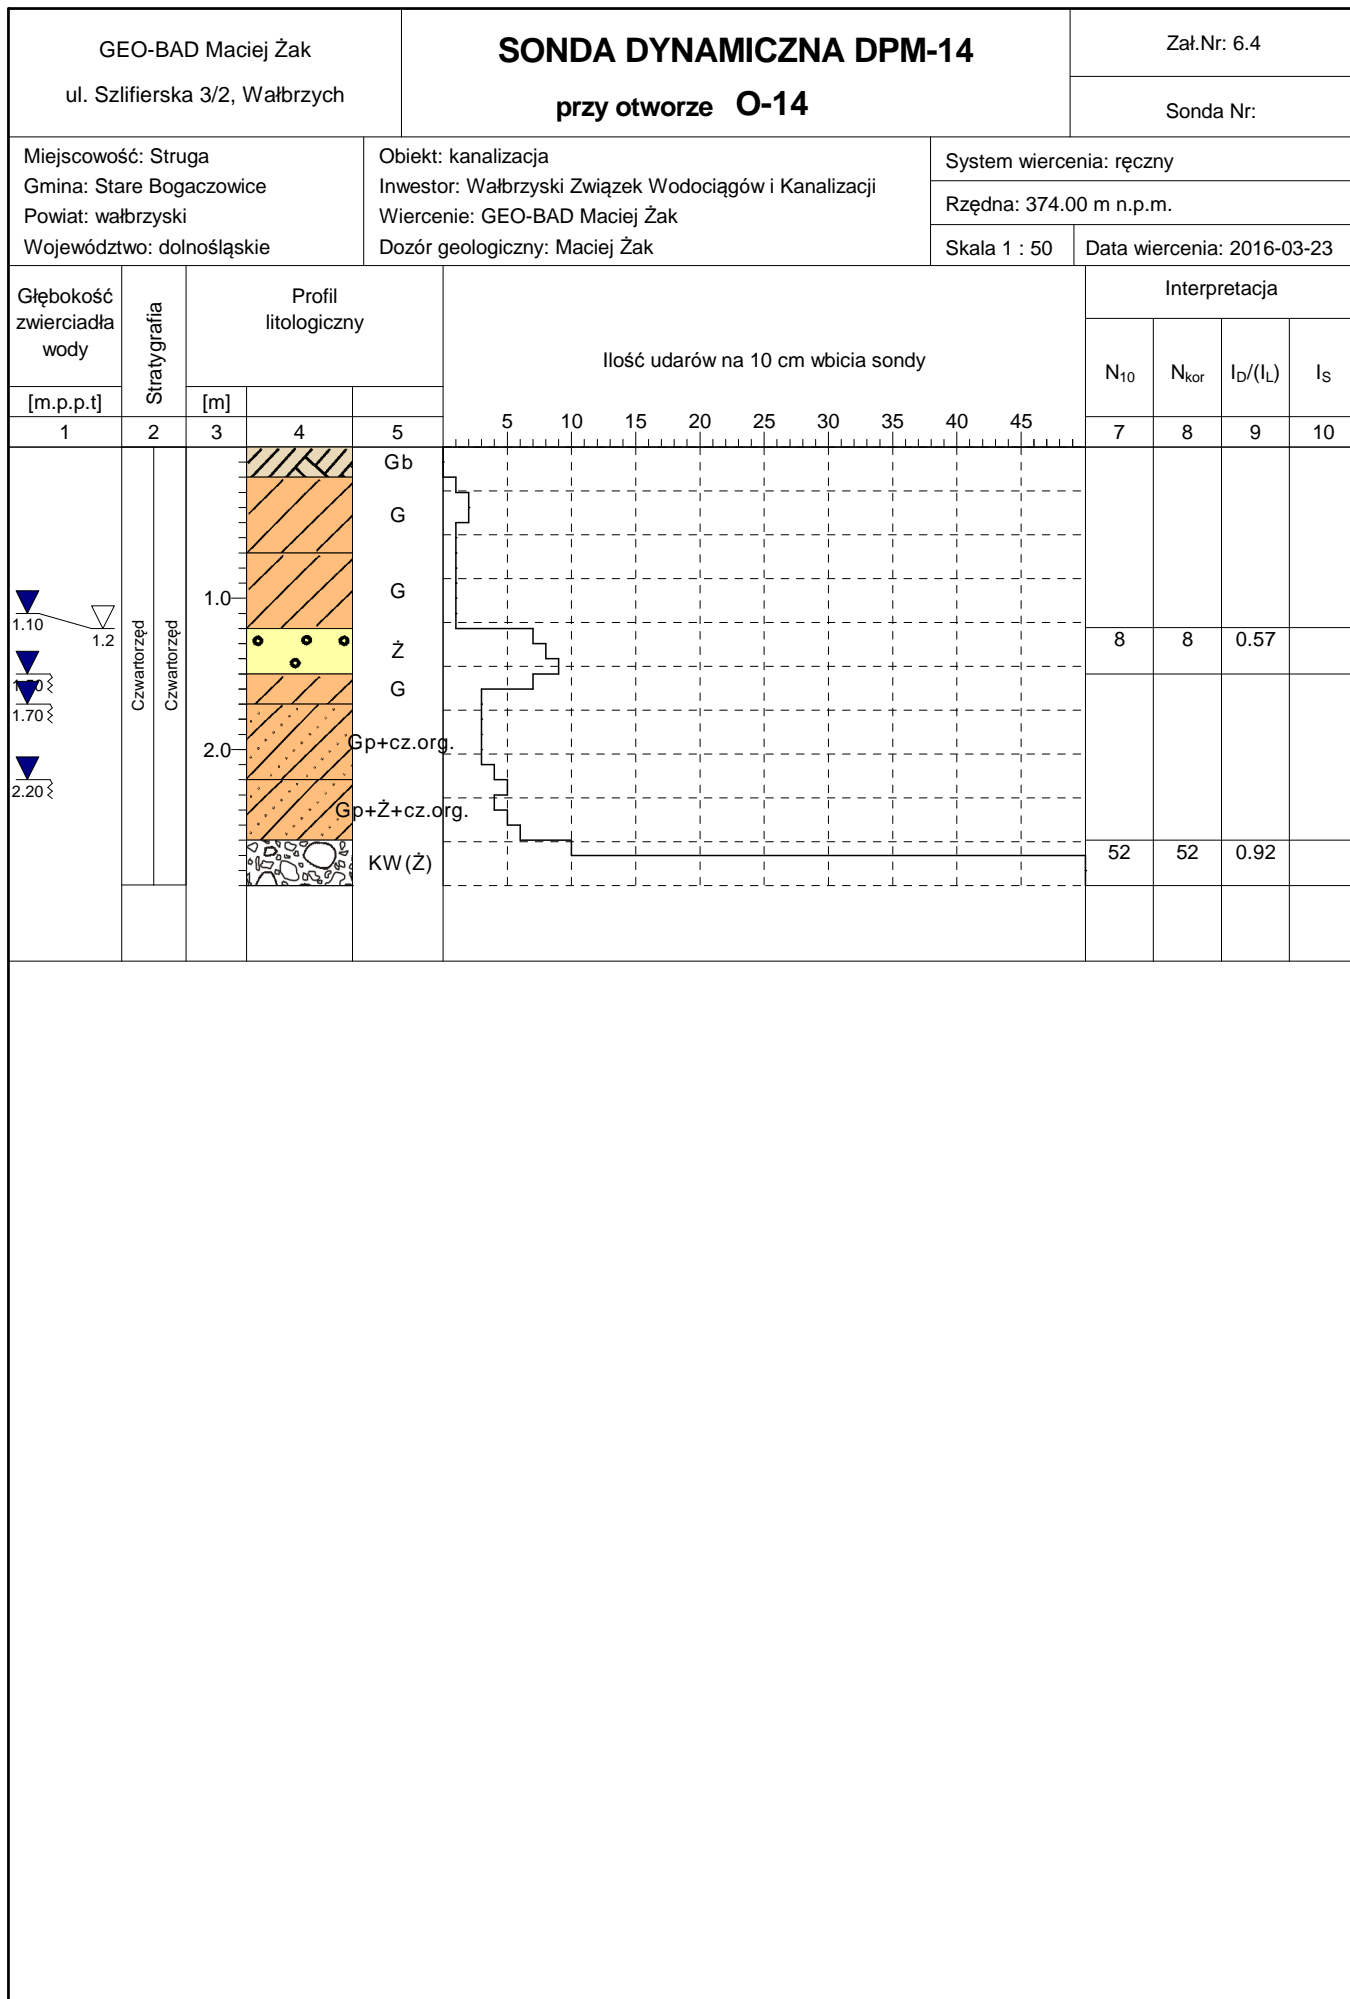 GEO-BAD Maciej Żak
ul. Szlifierska 3/2, Wałbrzych
SONDA DYNAMICZNA DPM-14
przy otworze O-14
Zał.Nr: 6.4
Sonda Nr:
Miejscowość: Struga
Gmina: Stare Bogaczowice
Powiat: wałbrzyski
Województwo: dolnośląskie
Obiekt: kanalizacja
Inwestor: Wałbrzyski Związek Wodociągów i Kanalizacji
Wiercenie: GEO-BAD Maciej Żak
Dozór geologiczny: Maciej Żak
System wiercenia: ręczny
Rzędna: 374.00 m n.p.m.
Skala 1 : 50
Data wiercenia: 2016-03-23
Głębokość
zwierciadła
wody
[m.p.p.t]
Stratygrafia
Profil
litologiczny
[m]
Ilość udarów na 10 cm wbicia sondy
Interpretacja
N10 Nkor ID/(IL) IS
5 10 15 20 25 30 35 40 45
1 2 3 4 5 7 8 9 10
Gb
G
G
1.0
1.10
1.2
Ż
8 8 0.57
G
1.70
Czwartorzęd
Czwartorzęd
2.0
Gp+cz.org.
2.20
Gp+Ż+cz.org.
KW(Ż)
52 52 0.92